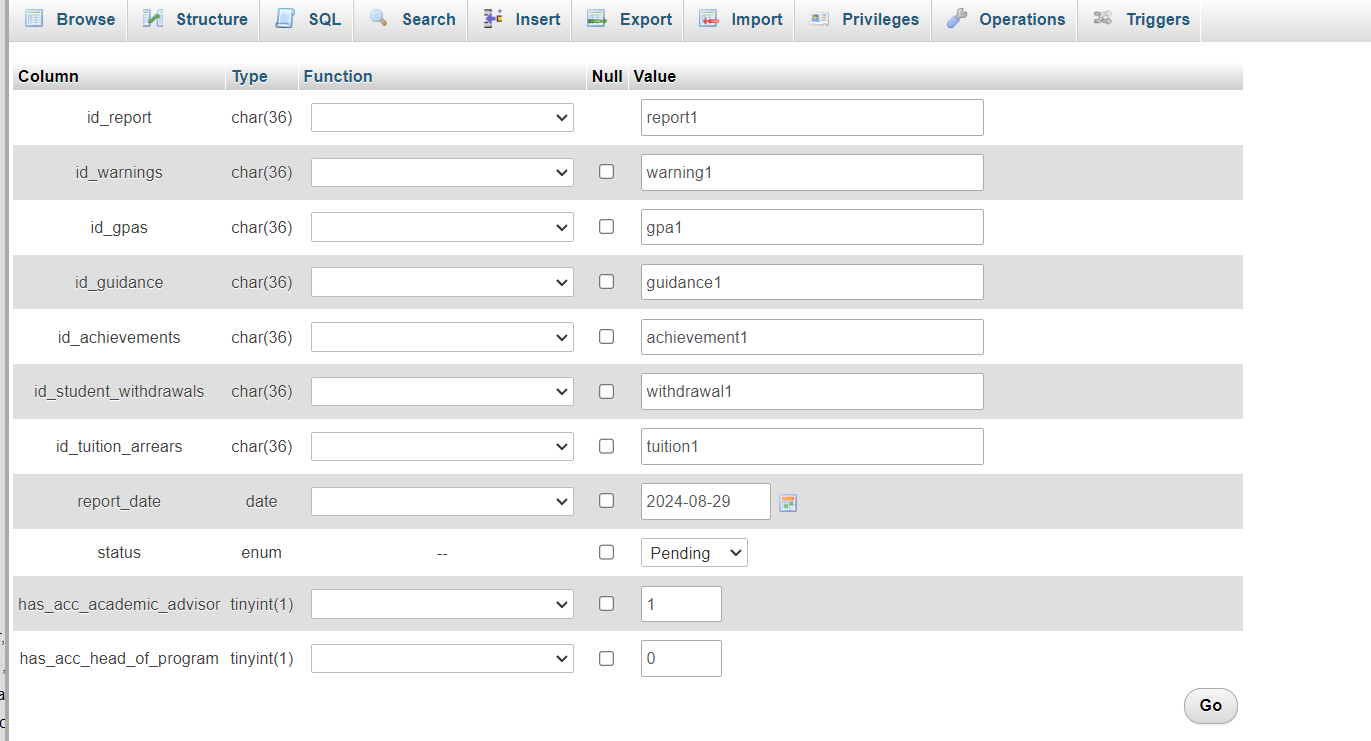 Browse Structure SQL Search Insert Export Import Privileges Operations Triggers
Column Type Function Null Value
id_report char(36) report1
id_warnings char(36) warning1
id_gpas char(36) gpa1
id_guidance char(36) guidance1
id_achievements char(36) achievement1
id_student_withdrawals char(36) withdrawal1
id_tuition_arrears char(36) tuition1
report_date date 2024-08-29
status enum -- Pending
has_acc_academic_advisor tinyint(1) 1
has_acc_head_of_program tinyint(1) 0
Go